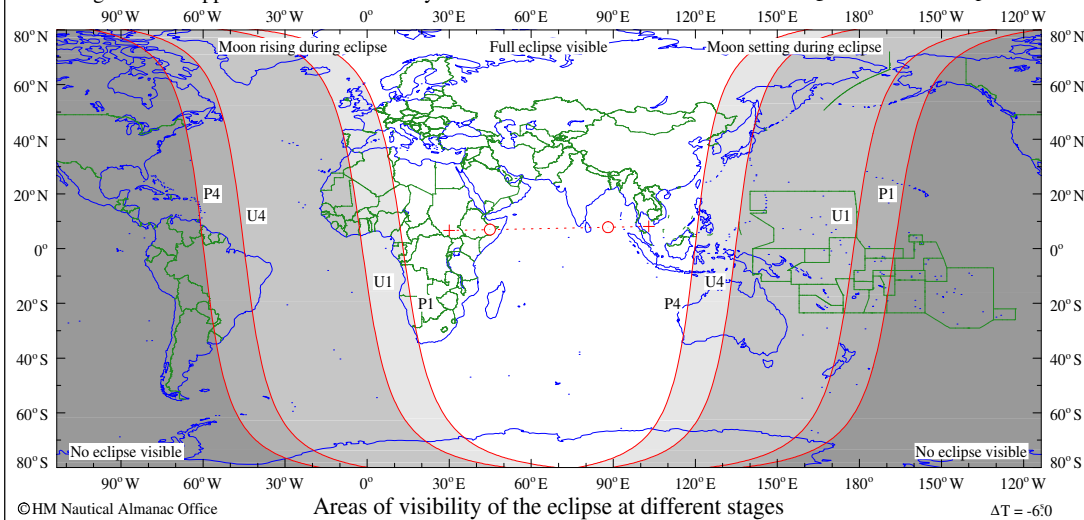 90°W 60°W 30°W 0° 30°E 60°E 90°E 120°E 150°E 180° 150°W 120°W
80°N Moon rising during eclipse Full eclipse visible Moon setting during eclipse 80°N
60°N 60°N
40°N 40°N
20°N P4 P1 20°N
U4 U1
0° 0°
U1 U4
20°S P1 P4 20°S
40°S 40°S
60°S 60°S
No eclipse visible No eclipse visible
80°S 80°S
90°W 60°W 30°W 0° 30°E 60°E 90°E 120°E 150°E 180° 150°W 120°W
©HM Nautical Almanac Office Areas of visibility of the eclipse at different stages ΔT = -6ˢ.0